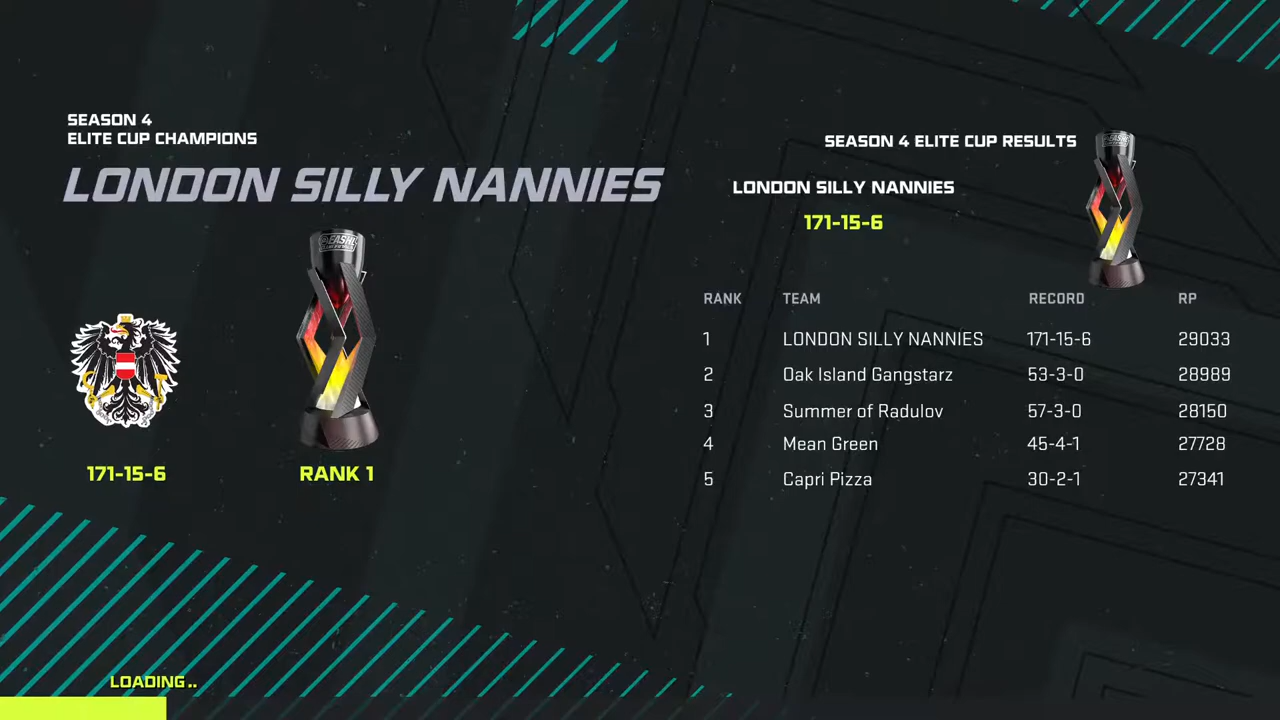 SEASON 4
ELITE CUP CHAMPIONS
LONDON SILLY NANNIES
171-15-6
RANK 1
SEASON 4 ELITE CUP RESULTS
LONDON SILLY NANNIES
171-15-6
RANK TEAM RECORD RP
1 LONDON SILLY NANNIES 171-15-6 29033
2 Oak Island Gangstarz 53-3-0 28989
3 Summer of Radulov 57-3-0 28150
4 Mean Green 45-4-1 27728
5 Capri Pizza 30-2-1 27341
LOADING..